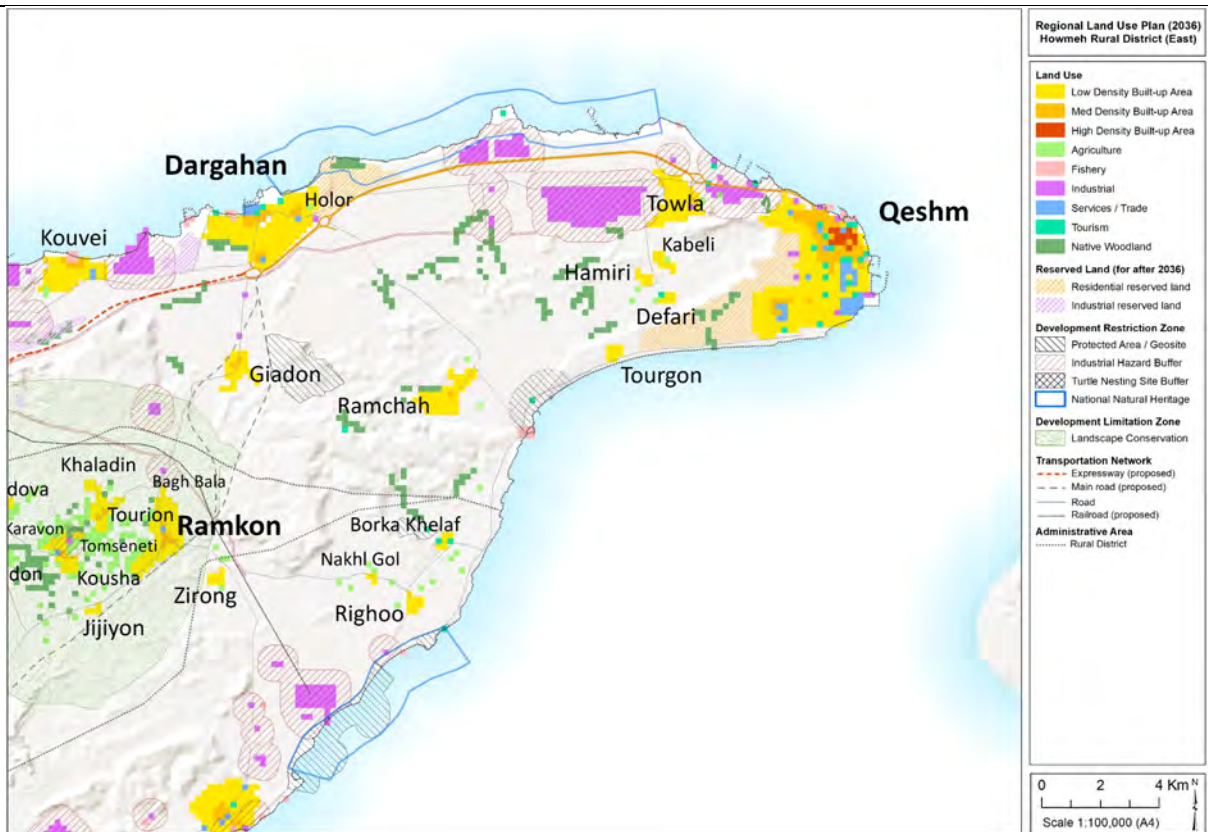 Regional Land Use Plan (2036)
Howmeh Rural District (East)
Land Use
Low Density Built-up Area
Med Density Built-up Area
High Density Built-up Area
Agriculture
Fishery
Industrial
Services / Trade
Tourism
Native Woodland
Reserved Land (for after 2036)
Residential reserved land
Industrial reserved land
Development Restriction Zone
Protected Area / Geosite
Industrial Hazard Buffer
Turtle Nesting Site Buffer
National Natural Heritage
Development Limitation Zone
Landscape Conservation
Transportation Network
Expressway (proposed)
Main road (proposed)
Road
Railroad (proposed)
Administrative Area
Rural District
0 2 4 Km N
Scale 1:100,000 (A4)
Dargahan
Holor
Kouvei
Towla
Qeshm
Kabeli
Hamiri
Defari
Giadon
Tourgon
Ramchah
Khaladin
Bagh Bala
dova
Tourion
Ramkon
Karavon
Borka Khelaf
Tomseneti
Nakhl Gol
don
Kousha
Zirong
Righoo
Jijiyon